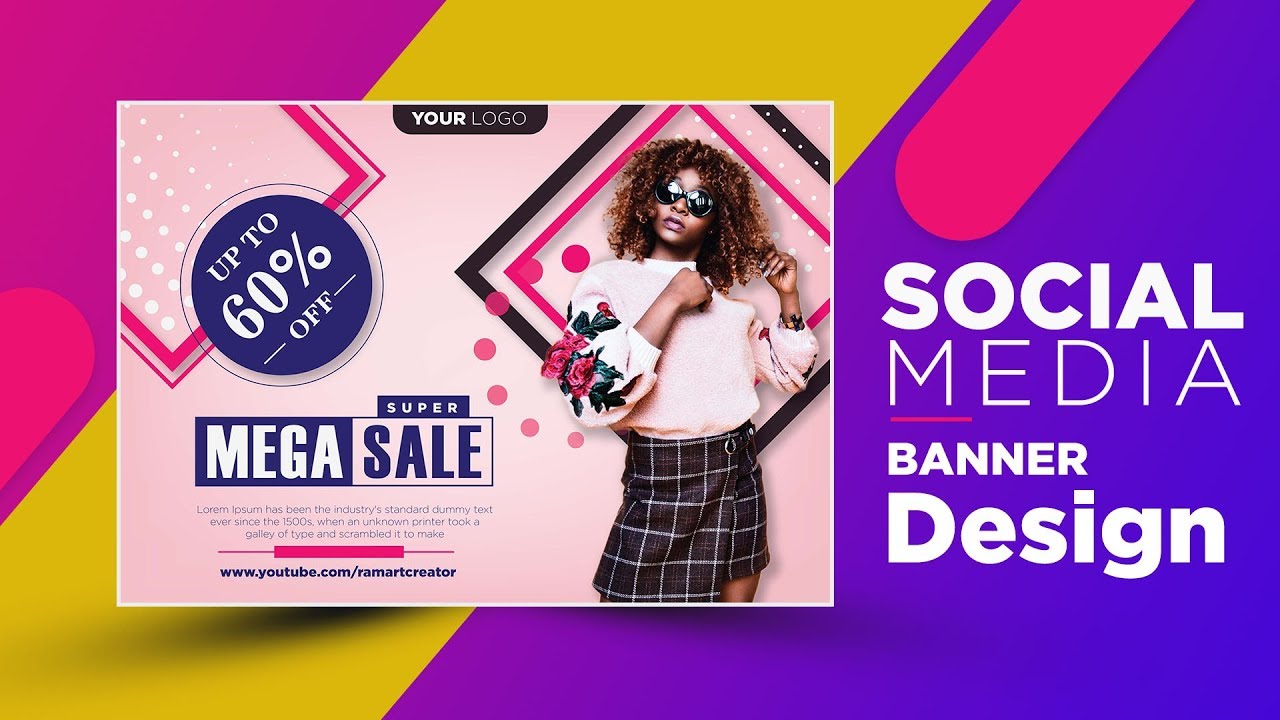 YOUR LOGO
UP TO
60%
OFF
SUPER
MEGA SALE
Lorem Ipsum has been the industry's standard dummy text
ever since the 1500s, when an unknown printer took a
galley of type and scrambled it to make
www.youtube.com/ramartcreator
SOCIAL
MEDIA
BANNER
Design